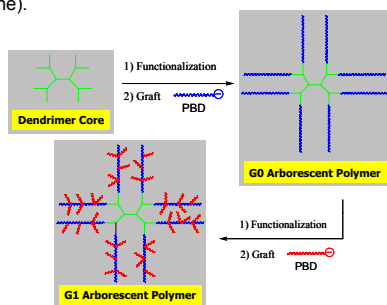 ne).
1) Functionalization
2) Graft
PBD
Dendrimer Core
G0 Arborescent Polymer
1) Functionalization
2) Graft
PBD
G1 Arborescent Polymer